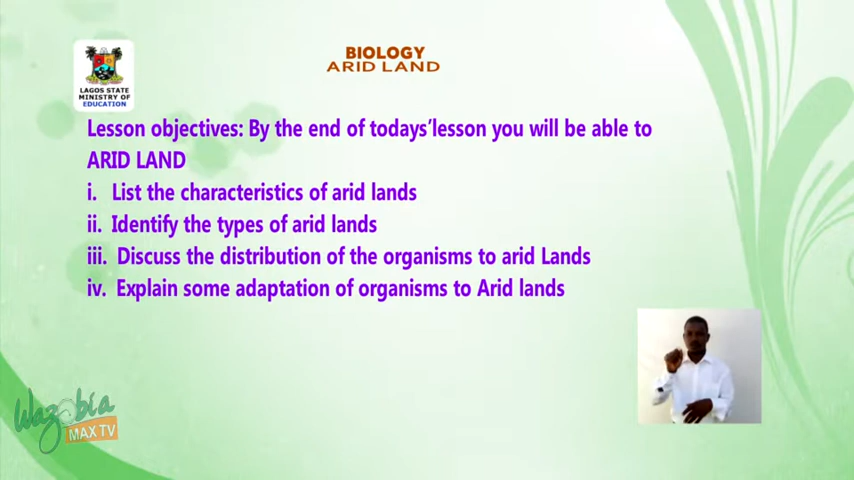 BIOLOGY
ARID LAND
LAGOS STATE
MINISTRY OF
EDUCATION
Lesson objectives: By the end of todays'lesson you will be able to
ARID LAND
i. List the characteristics of arid lands
ii. Identify the types of arid lands
iii. Discuss the distribution of the organisms to arid Lands
iv. Explain some adaptation of organisms to Arid lands
Wazobia
MAX TV